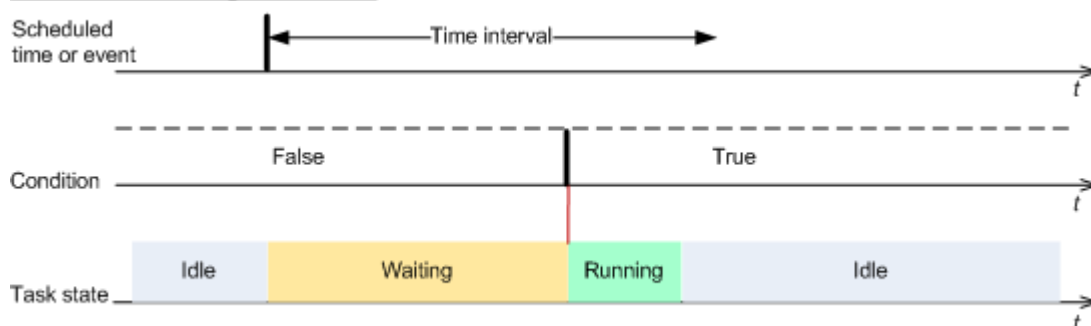 Scheduled
time or event
Time interval
t
False
True
Condition
t
Idle
Waiting
Running
Idle
Task state
t